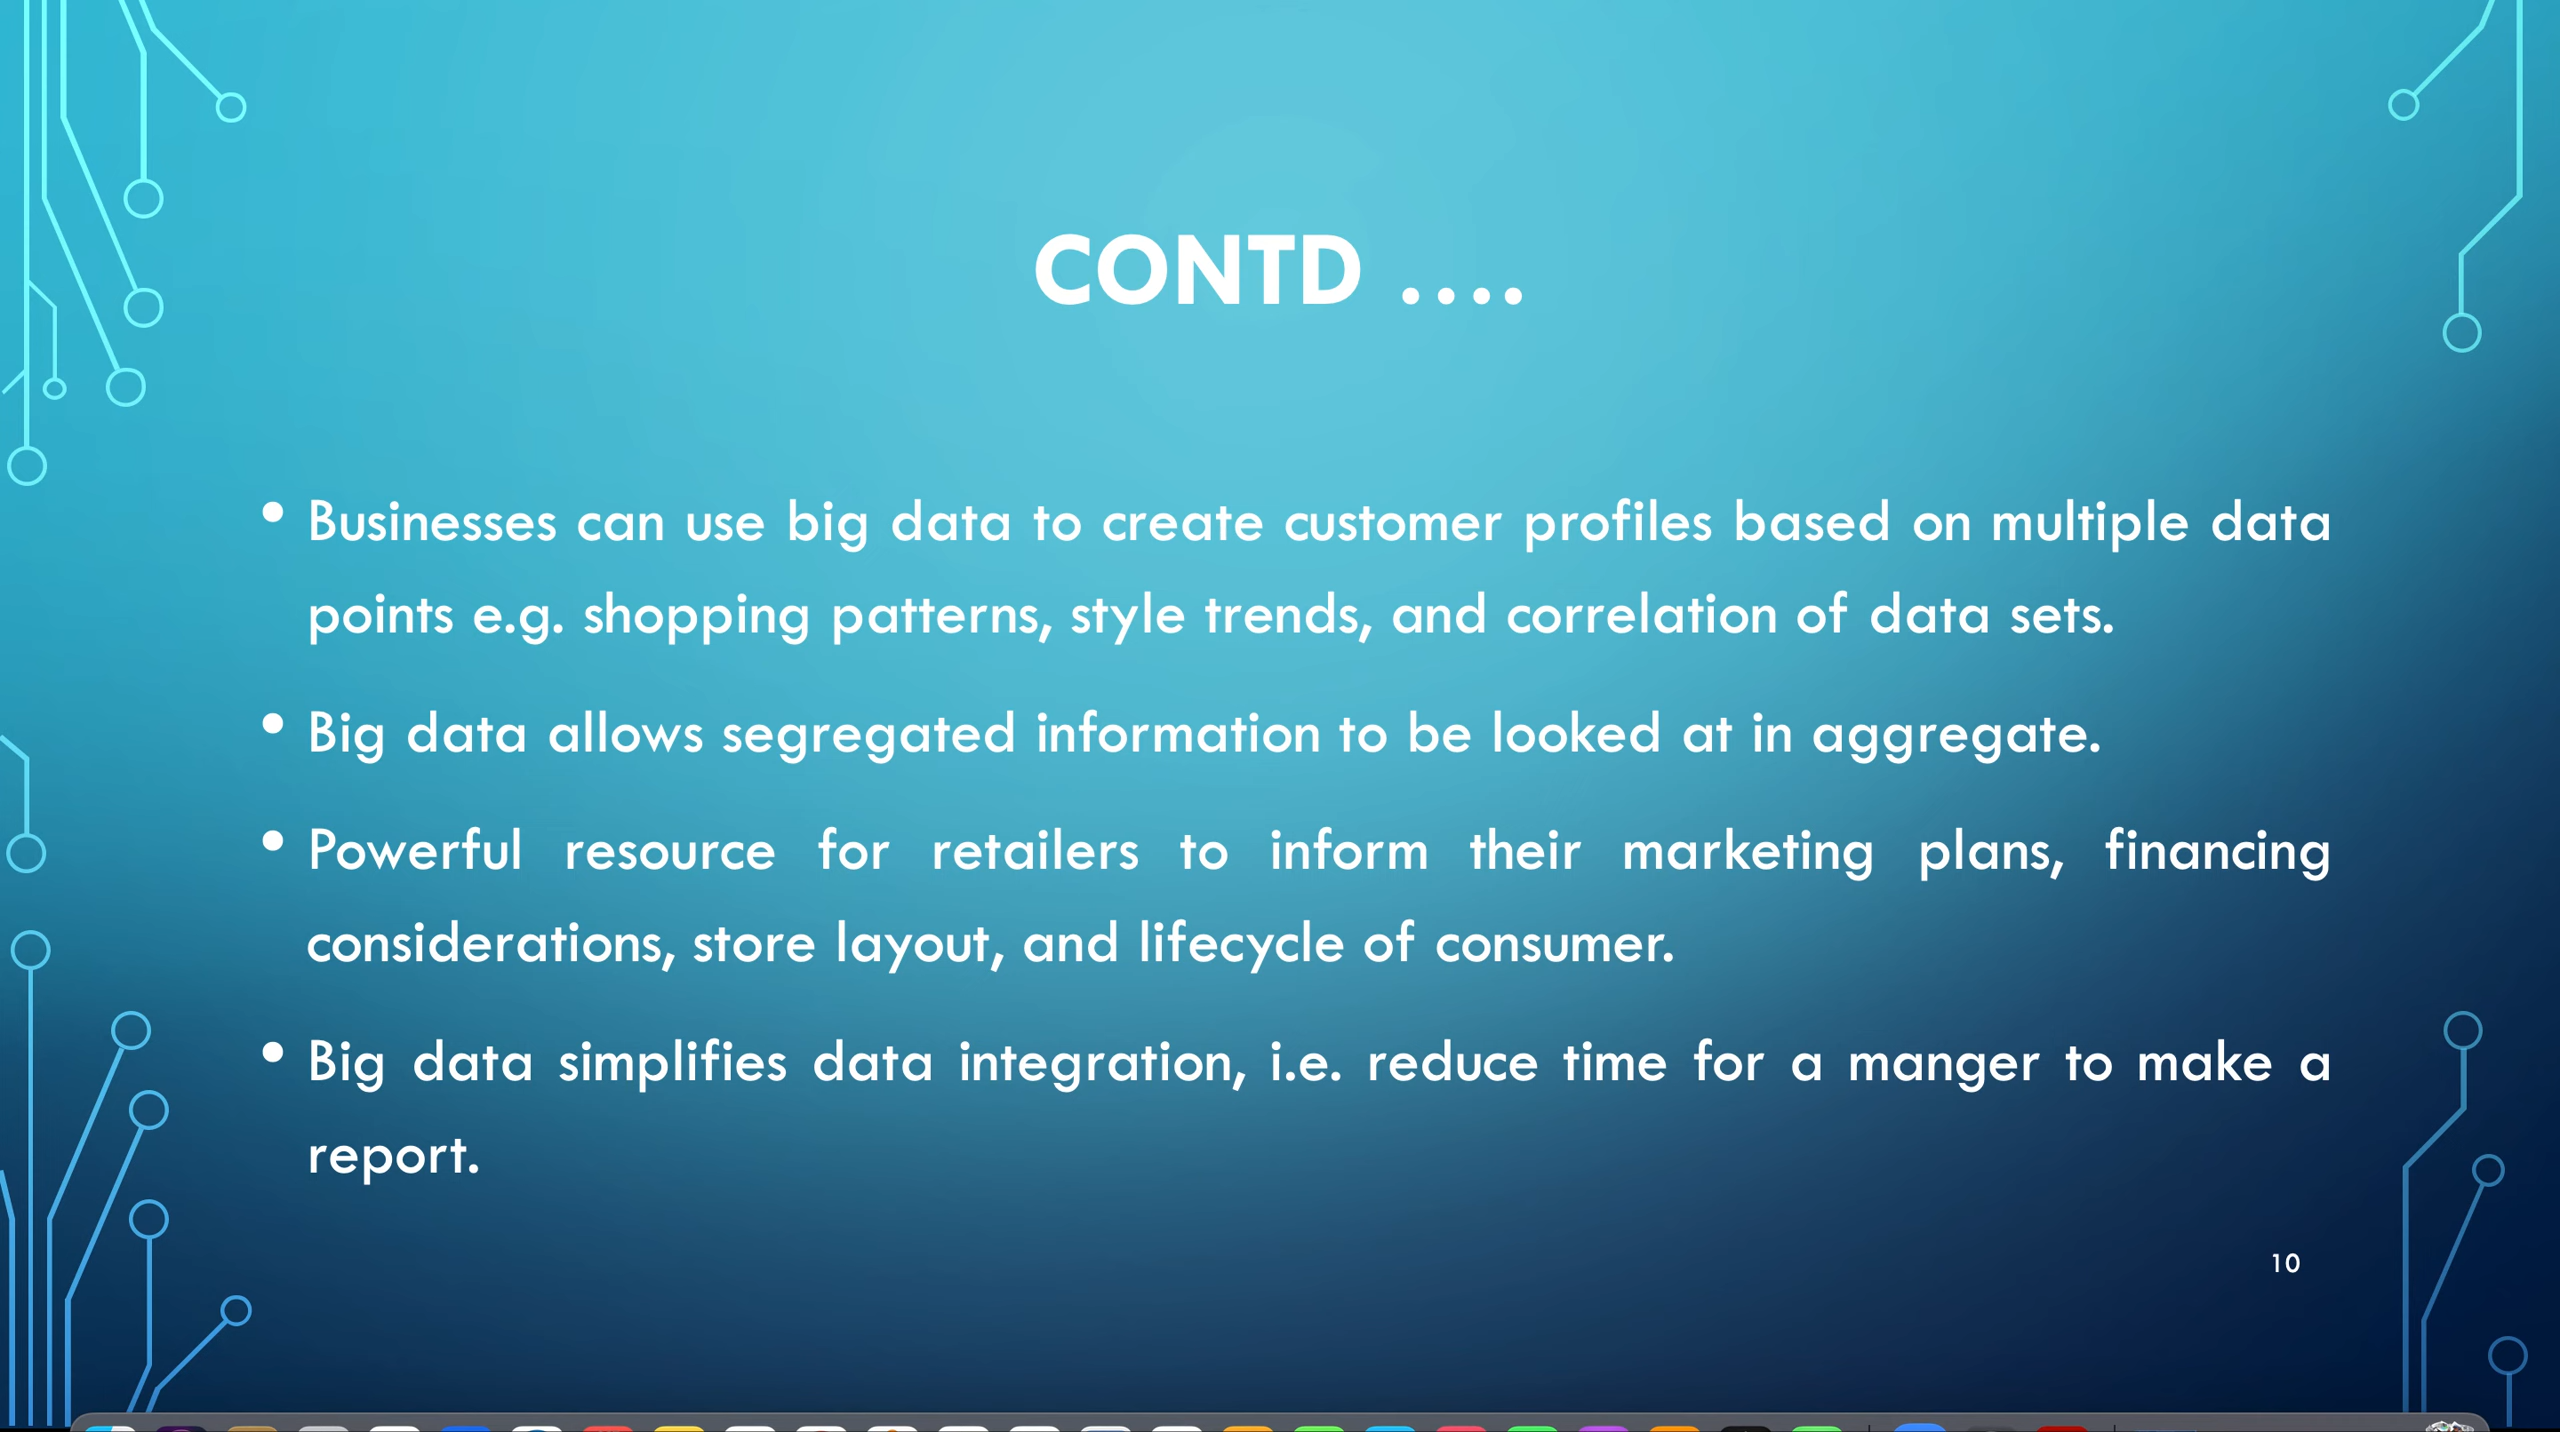 CONTD ....
• Businesses can use big data to create customer profiles based on multiple data
points e.g. shopping patterns, style trends, and correlation of data sets.
• Big data allows segregated information to be looked at in aggregate.
• Powerful resource for retailers to inform their marketing plans, financing
considerations, store layout, and lifecycle of consumer.
• Big data simplifies data integration, i.e. reduce time for a manger to make a
report.
10